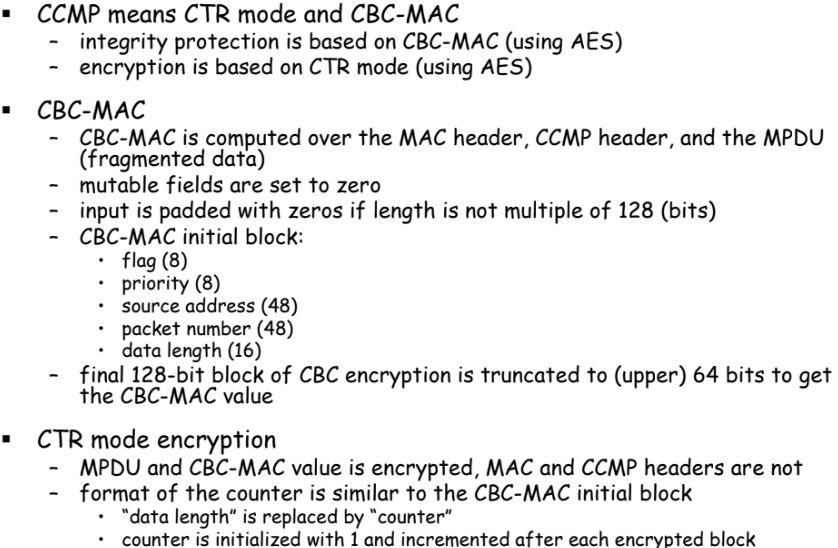 ▪ CCMP means CTR mode and CBC-MAC
– integrity protection is based on CBC-MAC (using AES)
– encryption is based on CTR mode (using AES)
▪ CBC-MAC
– CBC-MAC is computed over the MAC header, CCMP header, and the MPDU
(fragmented data)
– mutable fields are set to zero
– input is padded with zeros if length is not multiple of 128 (bits)
– CBC-MAC initial block:
• flag (8)
• priority (8)
• source address (48)
• packet number (48)
• data length (16)
– final 128-bit block of CBC encryption is truncated to (upper) 64 bits to get
the CBC-MAC value
▪ CTR mode encryption
– MPDU and CBC-MAC value is encrypted, MAC and CCMP headers are not
– format of the counter is similar to the CBC-MAC initial block
• “data length” is replaced by “counter”
• counter is initialized with 1 and incremented after each encrypted block